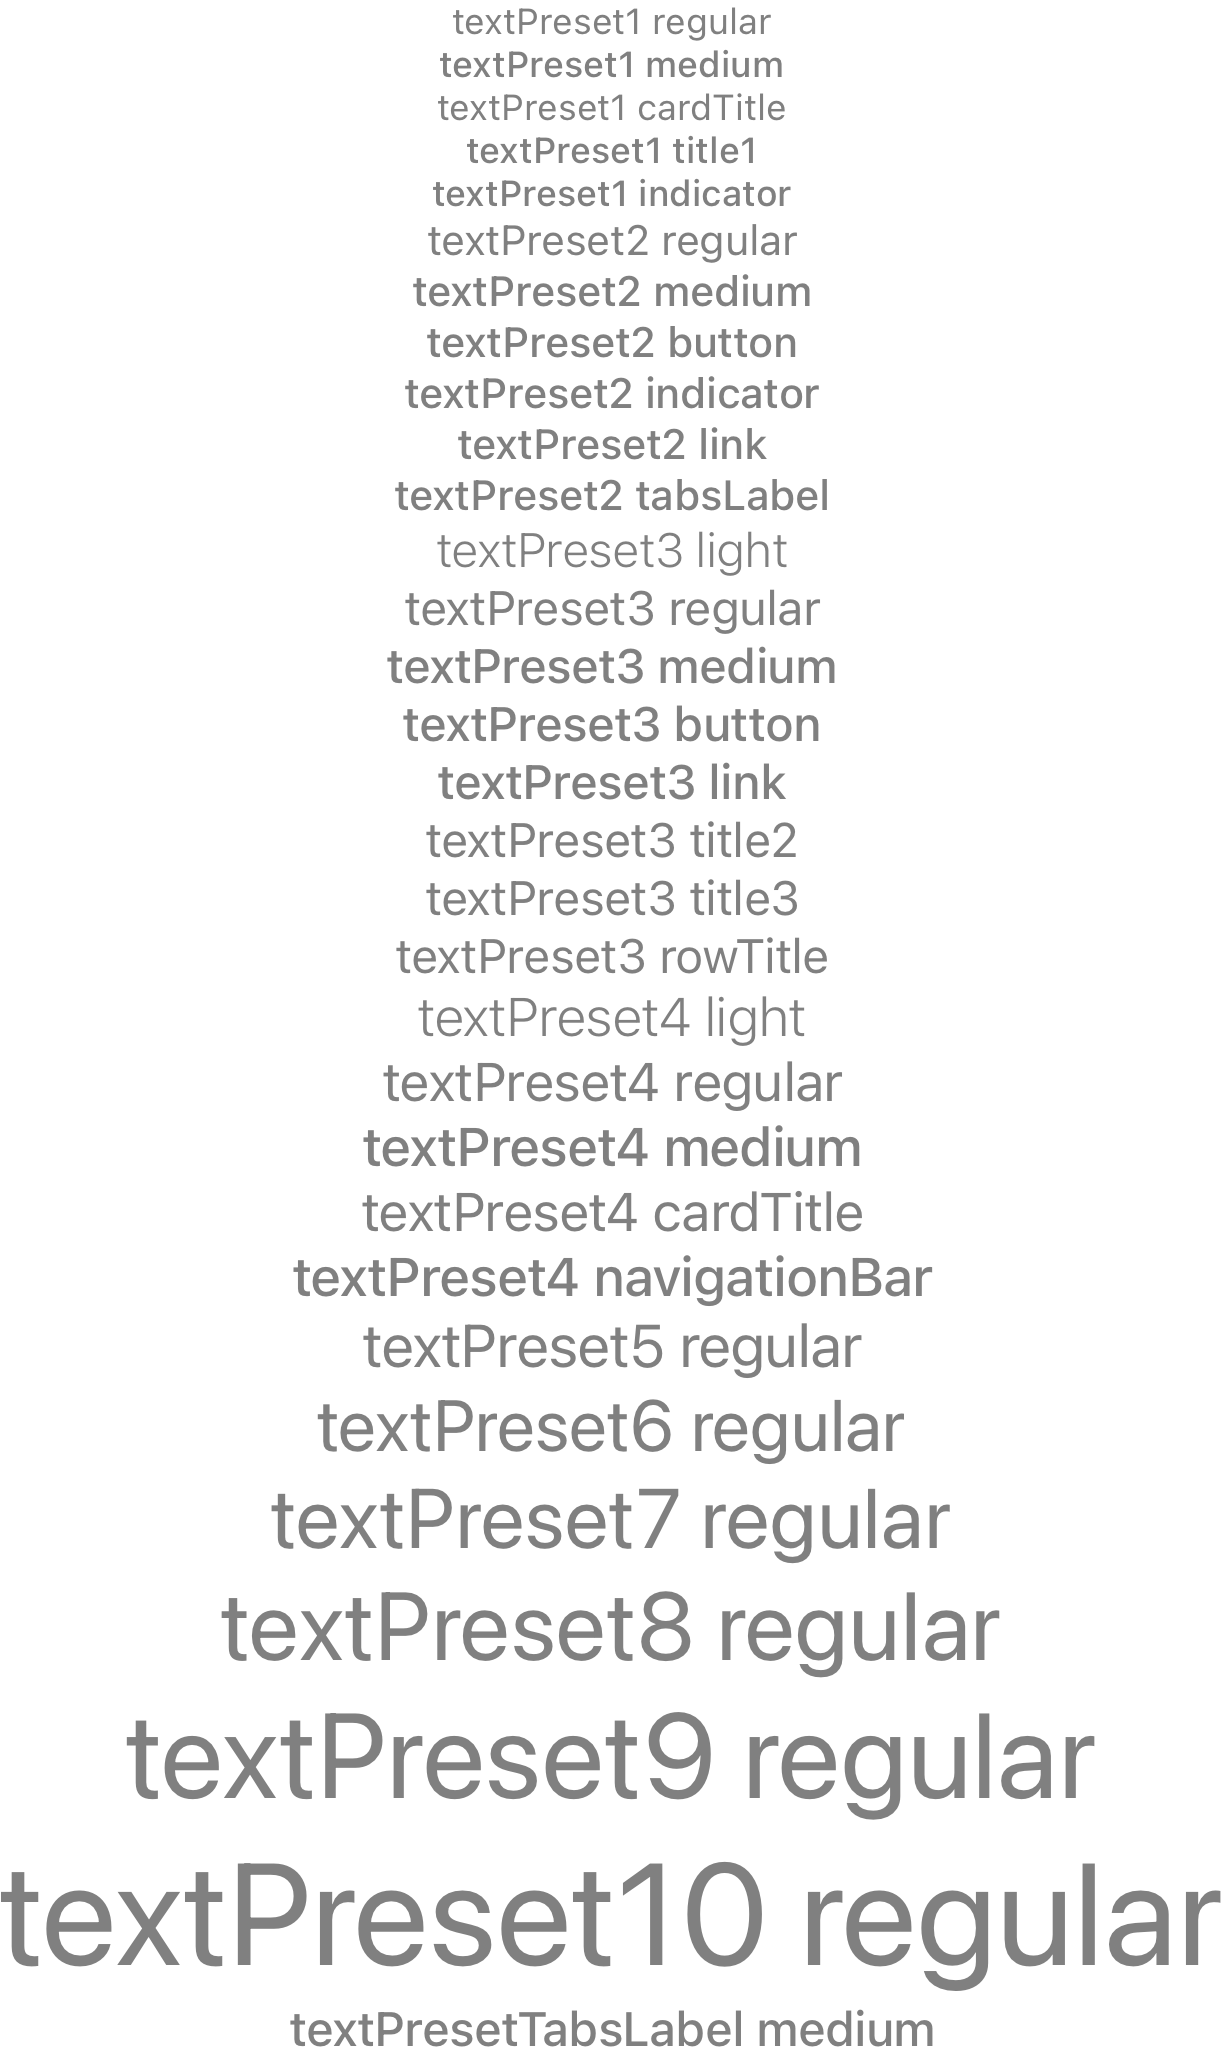 textPreset1 regular
textPreset1 medium
textPreset1 cardTitle
textPreset1 title1
textPreset1 indicator
textPreset2 regular
textPreset2 medium
textPreset2 button
textPreset2 indicator
textPreset2 link
textPreset2 tabsLabel
textPreset3 light
textPreset3 regular
textPreset3 medium
textPreset3 button
textPreset3 link
textPreset3 title2
textPreset3 title3
textPreset3 rowTitle
textPreset4 light
textPreset4 regular
textPreset4 medium
textPreset4 cardTitle
textPreset4 navigationBar
textPreset5 regular
textPreset6 regular
textPreset7 regular
textPreset8 regular
textPreset9 regular
textPreset10 regular
textPresetTabsLabel medium